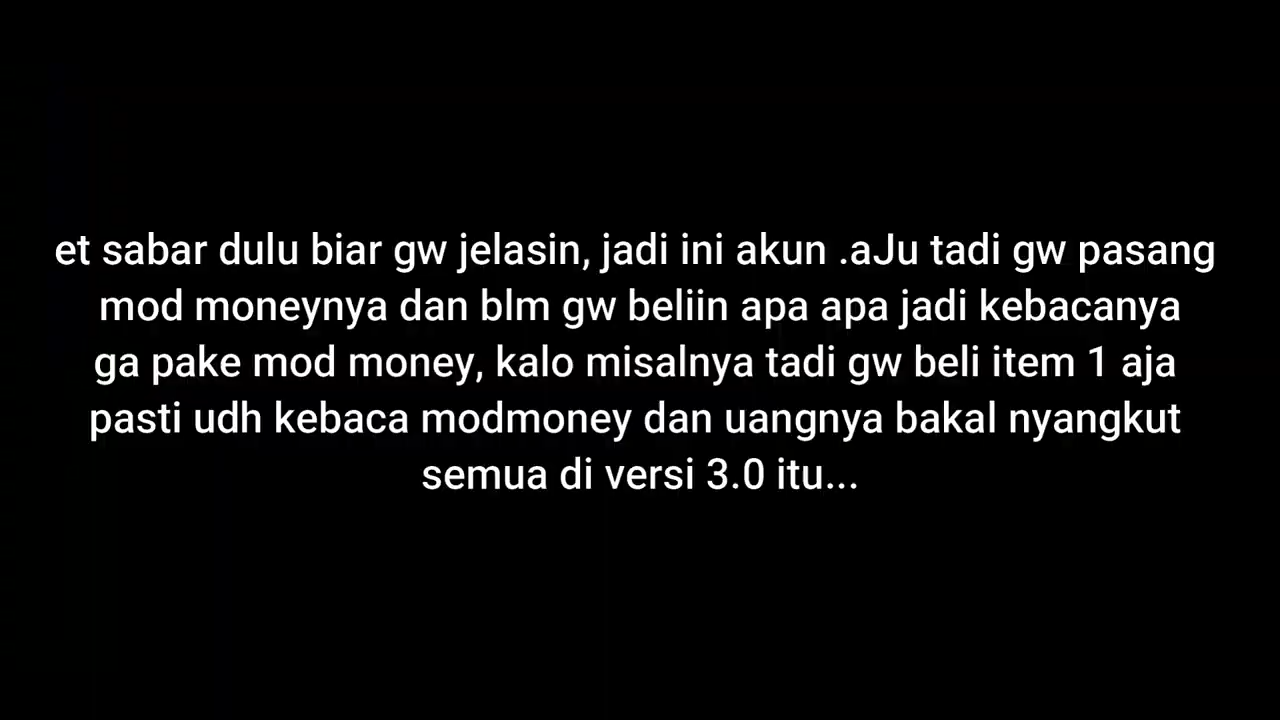 et sabar dulu biar gw jelasin, jadi ini akun .aJu tadi gw pasang
mod moneynya dan blm gw beliin apa apa jadi kebacanya
ga pake mod money, kalo misalnya tadi gw beli item 1 aja
pasti udh kebaca modmoney dan uangnya bakal nyangkut
semua di versi 3.0 itu...